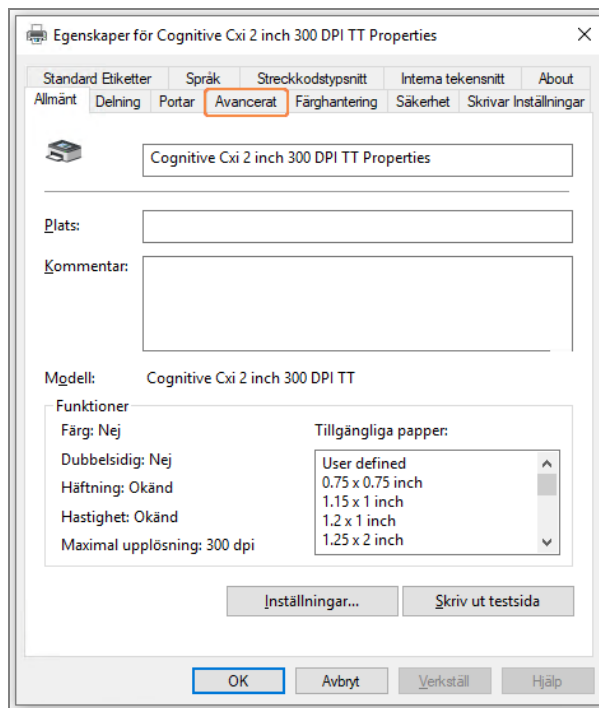 Egenskaper för Cognitive Cxi 2 inch 300 DPI TT Properties
Standard Etiketter Språk Streckkodstypsnitt Interna tekensnitt About
Allmänt Delning Portar Avancerat Färghantering Säkerhet Skrivar Inställningar
Cognitive Cxi 2 inch 300 DPI TT Properties
Plats:
Kommentar:
Modell: Cognitive Cxi 2 inch 300 DPI TT
Funktioner
Färg: Nej
Tillgängliga papper:
Dubbelsidig: Nej
Häftning: Okänd
Hastighet: Okänd
Maximal upplösning: 300 dpi
User defined
0.75 x 0.75 inch
1.15 x 1 inch
1.2 x 1 inch
1.25 x 2 inch
Inställningar... Skriv ut testsida
OK Avbryt Verkställ Hjälp